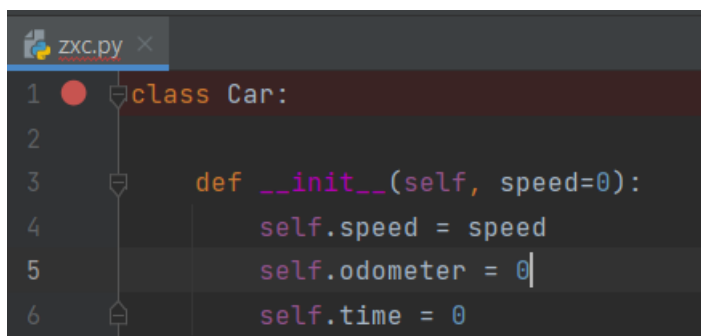 zxc.py
1 class Car:
2
3 def __init__(self, speed=0):
4 self.speed = speed
5 self.odometer = 0
6 self.time = 0